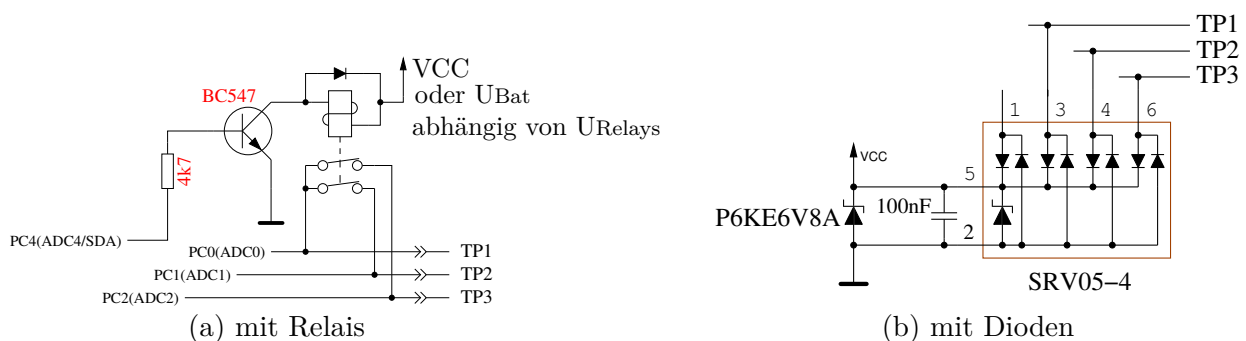 BC547
4k7
VCC
oder UBat
abhängig von URelays
PC4(ADC4/SDA)
PC0(ADC0)
TP1
PC1(ADC1)
TP2
PC2(ADC2)
TP3
(a) mit Relais
TP1
TP2
TP3
1
3
4
6
VCC
5
P6KE6V8A
100nF
2
SRV05-4
(b) mit Dioden